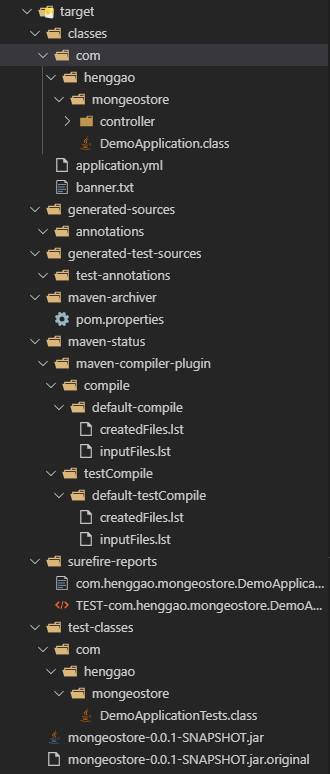 target
classes
com
henggao
mongeostore
controller
DemoApplication.class
application.yml
banner.txt
generated-sources
annotations
generated-test-sources
test-annotations
maven-archiver
pom.properties
maven-status
maven-compiler-plugin
compile
default-compile
createdFiles.lst
inputFiles.lst
testCompile
default-testCompile
createdFiles.lst
inputFiles.lst
surefire-reports
com.henggao.mongeostore.DemoApplica...
TEST-com.henggao.mongeostore.DemoA...
test-classes
com
henggao
mongeostore
DemoApplicationTests.class
mongeostore-0.0.1-SNAPSHOT.jar
mongeostore-0.0.1-SNAPSHOT.jar.original